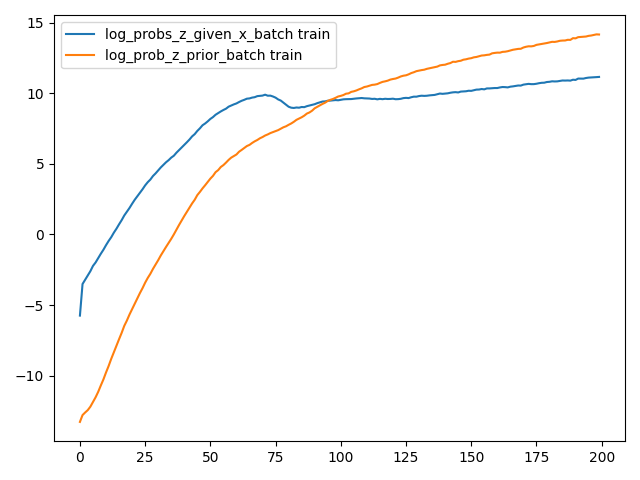 log_probs_z_given_x_batch train
log_prob_z_prior_batch train
15
10
5
0
−5
−10
0 25 50 75 100 125 150 175 200